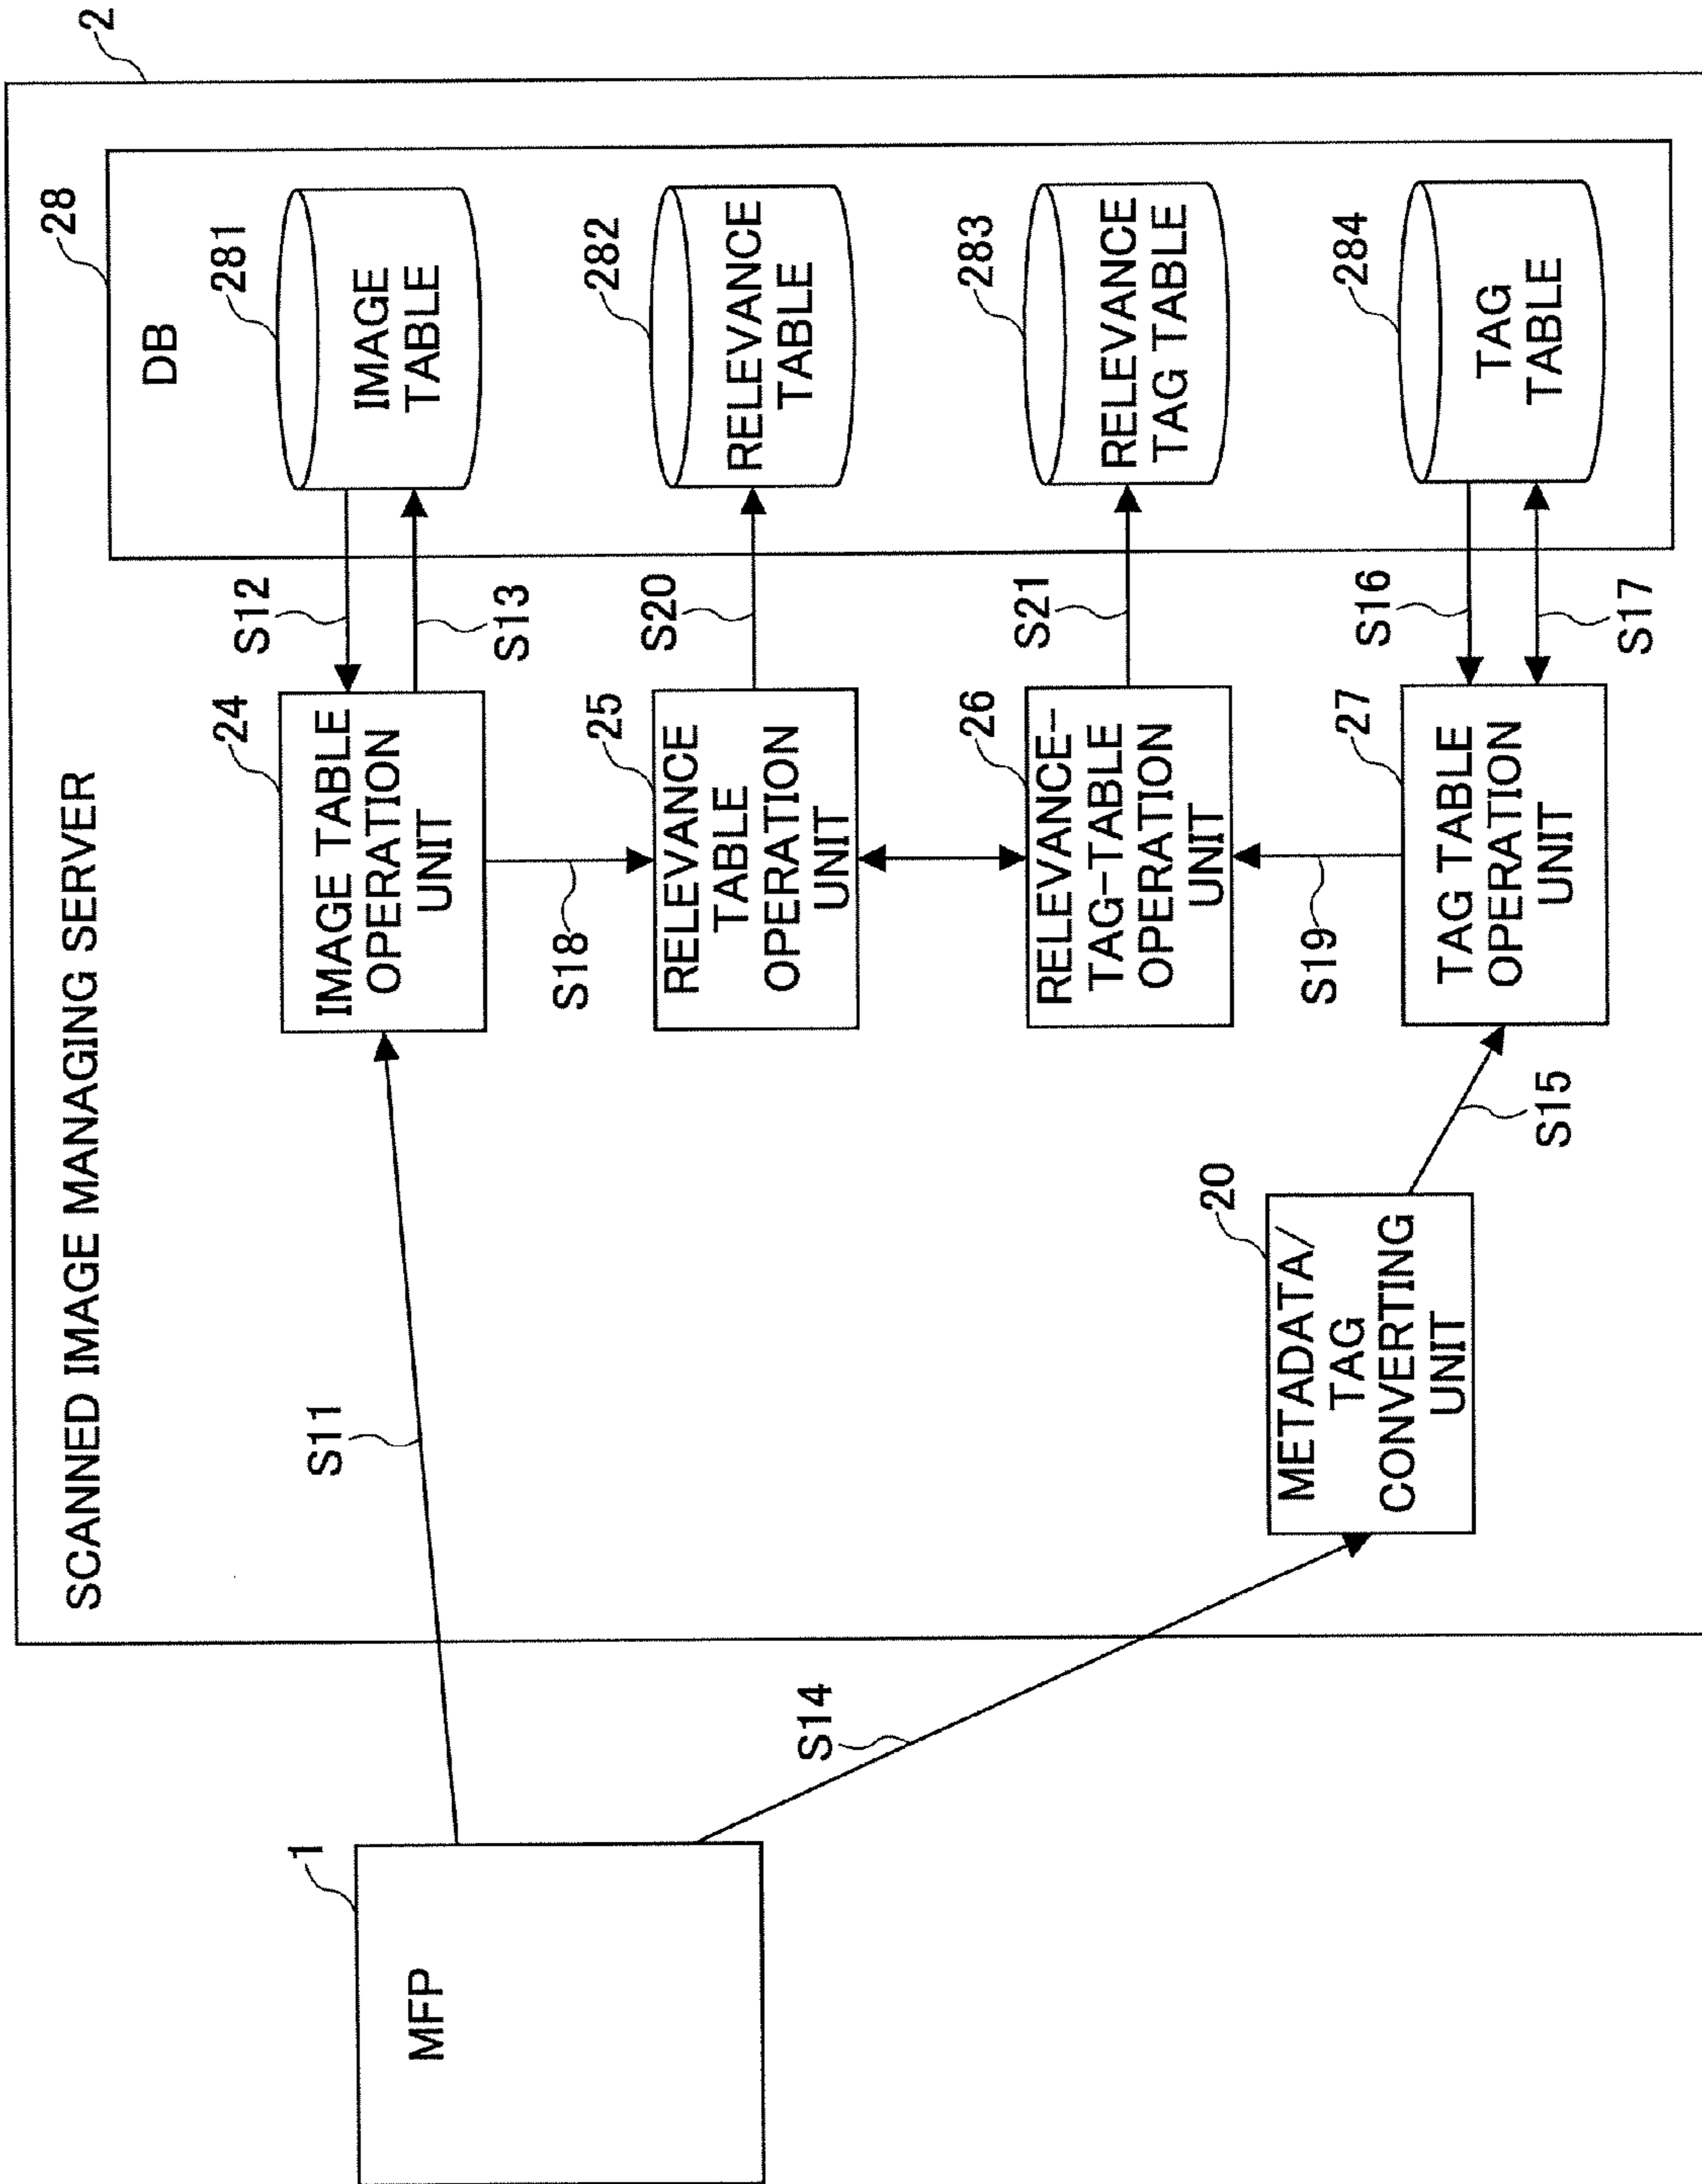 2
SCANNED IMAGE MANAGING SERVER
28
DB
281
IMAGE
TABLE
S12
S13
24
IMAGE TABLE
OPERATION
UNIT
S11
1
MFP
S18
282
RELEVANCE
TABLE
S20
25
RELEVANCE
TABLE
OPERATION
UNIT
283
RELEVANCE
TAG TABLE
S21
26
RELEVANCE-
TAG-TABLE
OPERATION
UNIT
S14
S19
284
TAG
TABLE
S16
S17
27
TAG TABLE
OPERATION
UNIT
S15
20
METADATA/
TAG
CONVERTING
UNIT